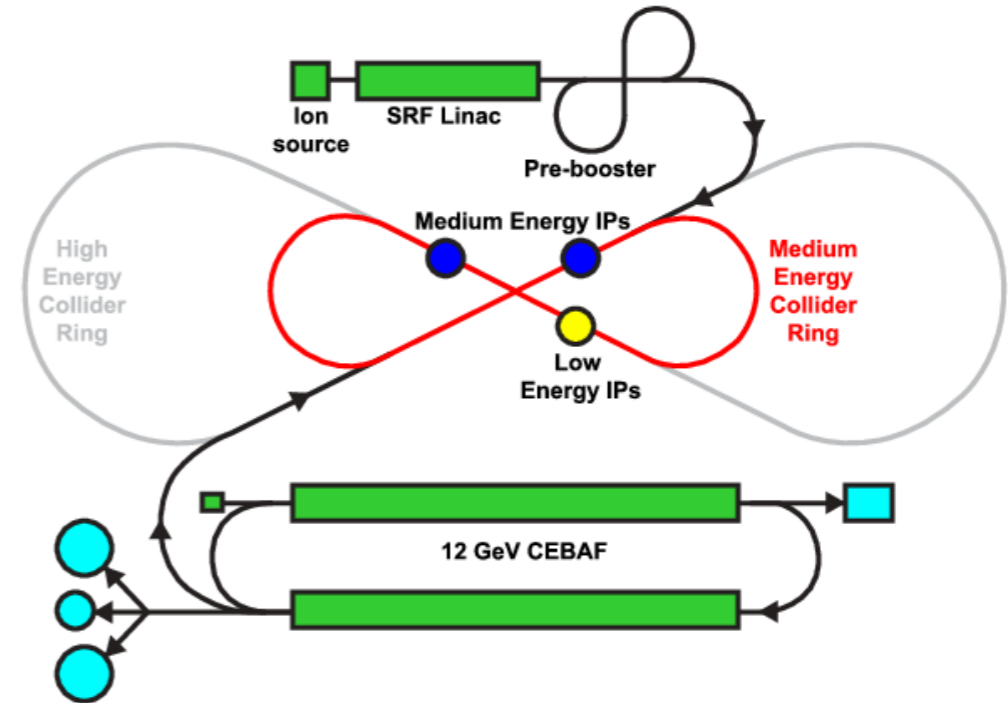 Ion
source
SRF Linac
Pre-booster
Medium Energy IPs
High
Energy
Collider
Ring
Medium
Energy
Collider
Ring
Low
Energy IPs
12 GeV CEBAF